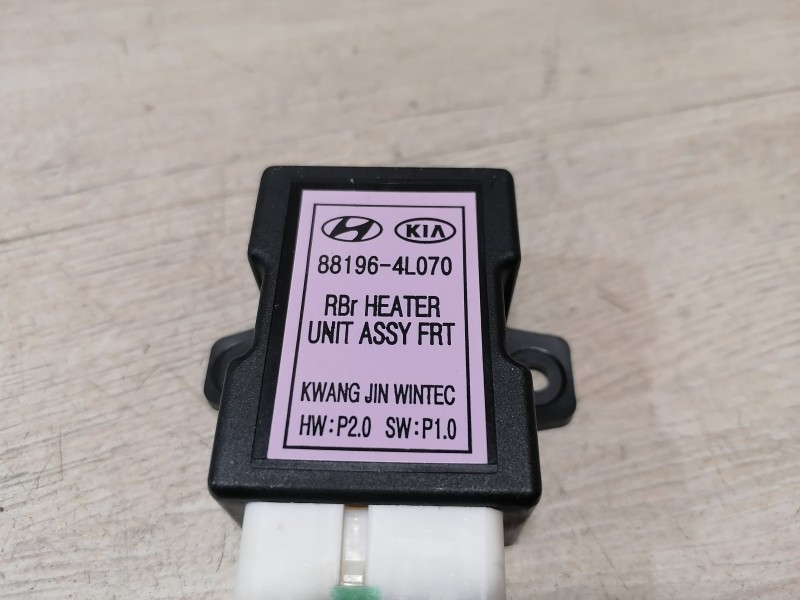 KIA
88196-4L070
RBr HEATER
UNIT ASSY FRT
KWANG JIN WINTEC
HW:P2.0 SW:P1.0